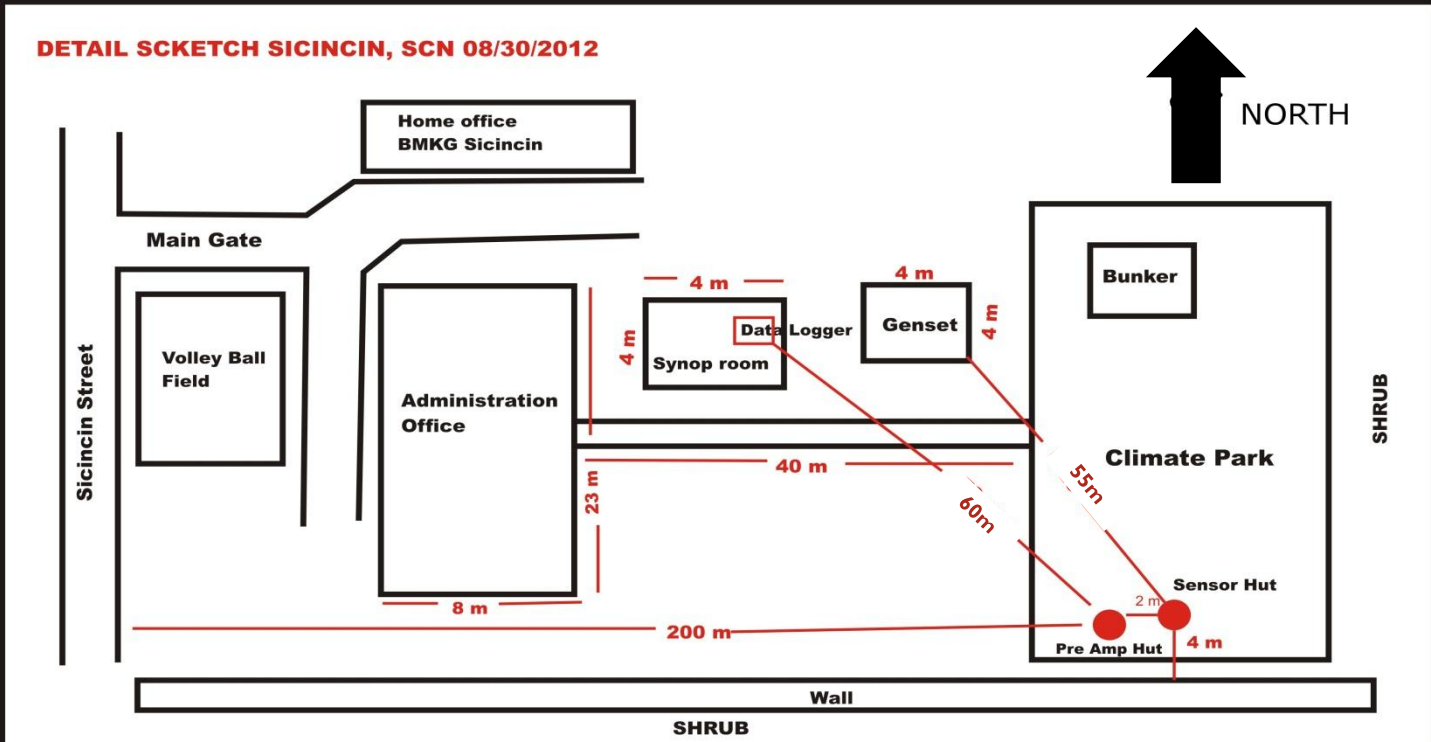 DETAIL SCKETCH SICINCIN, SCN 08/30/2012
NORTH
Home office
BMKG Sicincin
Main Gate
Bunker
4 m
4 m
4 m
4 m
Data Logger
Genset
Synop room
Volley Ball
Field
Sicincin Street
Administration
Office
SHRUB
Climate Park
40 m
55m
23 m
60m
Sensor Hut
2 m
8 m
200 m
Pre Amp Hut
4 m
Wall
SHRUB